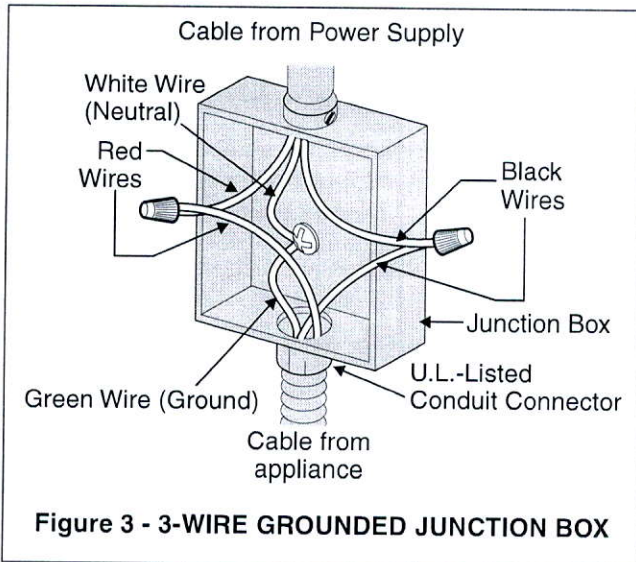 Cable from Power Supply
White Wire
(Neutral)
Red
Wires
Black
Wires
Junction Box
U.L.-Listed
Conduit Connector
Green Wire (Ground)
Cable from
appliance
Figure 3 - 3-WIRE GROUNDED JUNCTION BOX